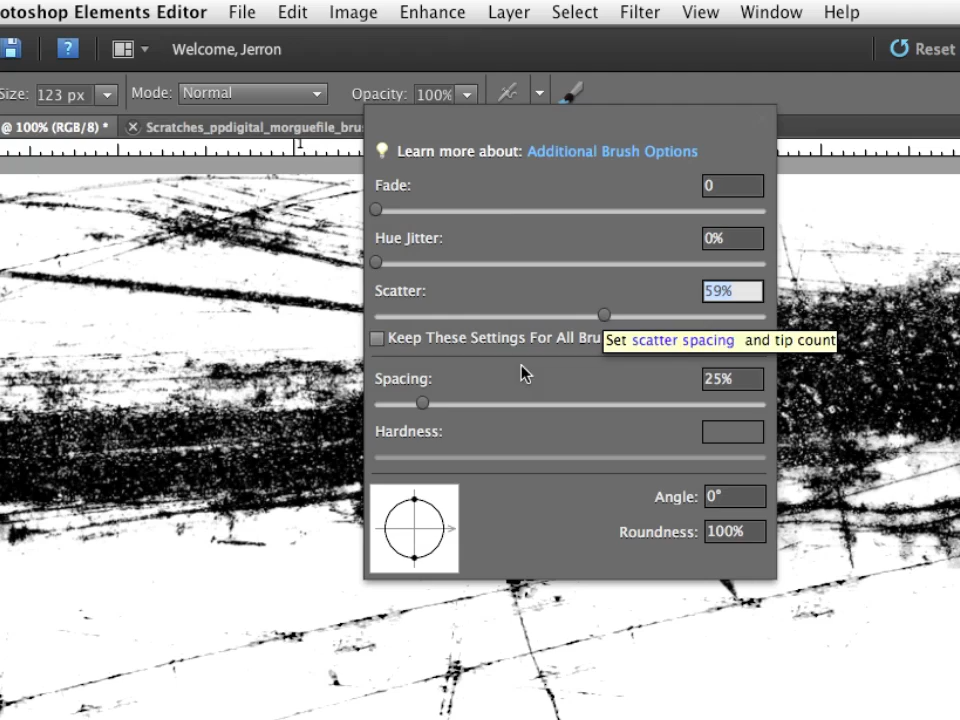 otoshop Elements Editor File Edit Image Enhance Layer Select Filter View Window Help
? Welcome, Jerron Reset
Size: 123 px Mode: Normal Opacity: 100%
@ 100% (RGB/8) * Scratches_ppdigital_morguefile_brus
1
Learn more about: Additional Brush Options
Fade: 0
Hue Jitter: 0%
Scatter: 59%
Keep These Settings For All Bru
Set scatter spacing and tip count
Spacing: 25%
Hardness:
Angle: 0°
Roundness: 100%